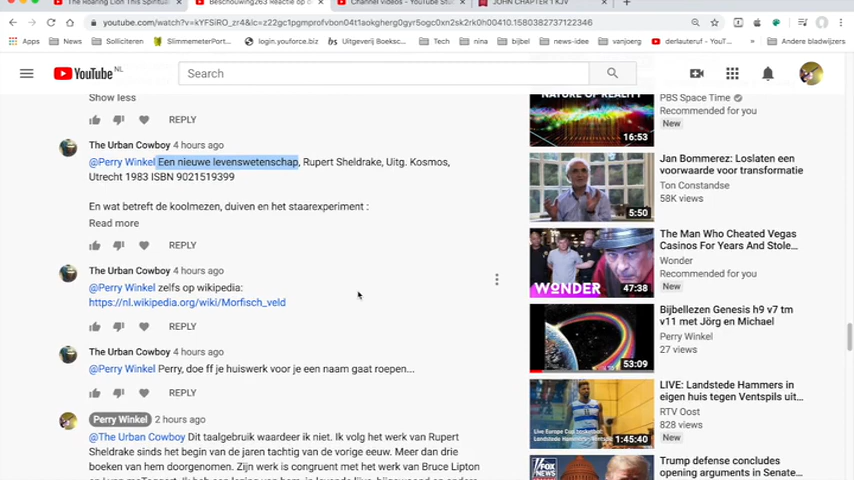 The Roaring Lion This Spiritual
Beschouwing263 Reactie op b
Channel videos - YouTube St
JOHN CHAPTER 1 KJV
youtube.com/watch?v=kYFSiRO_zr4&lc=z22gc1pgmprofvbon04t1aokgherg0gyr5ogc0xn2sk2rk0h00410.1580382737122346
Apps
News
Solliciteren
SlimmemeterPort...
login.youforce.biz
Uitgeverij Boeksc...
Tech
bird
news-idee
vanjoerg
derlauteruf - YouT...
Andere bladwijzers
YouTube NL
Search
Show less
REPLY
The Urban Cowboy 4 hours ago
@Perry Winkel Een nieuwe levenswetenschap, Rupert Sheldrake, Uitg. Kosmos,
Utrecht 1983 ISBN 9021519399
En wat betreft de koolmezen, duiven en het staarexperiment :
Read more
REPLY
The Urban Cowboy 4 hours ago
@Perry Winkel zelfs op wikipedia:
https://nl.wikipedia.org/wiki/Morfisch_veld
REPLY
The Urban Cowboy 4 hours ago
@Perry Winkel Perry, doe ff je huiswerk voor je een naam gaat roepen...
REPLY
Perry Winkel 2 hours ago
@The Urban Cowboy Dit taalgebruik waardeer ik niet. Ik volg het werk van Rupert
Sheldrake sinds het begin van de jaren tachtig van de vorige eeuw. Meer dan drie
boeken van hem doorgenomen. Zijn werk is congruent met het werk van Bruce Lipton
NATURE OF REALITY
16:53
PBS Space Time
Recommended for you
New
5:50
Jan Bommerez: Loslaten een
voorwaarde voor transformatie
Ton Constandse
58K views
WONDER
47:38
The Man Who Cheated Vegas
Casinos For Years And Stole...
Wonder
Recommended for you
New
53:09
Bijbellezen Genesis h9 v7 tm
v11 met Jörg en Michael
Perry Winkel
27 views
Live Europe Cup basketbal
1:45:40
LIVE: Landstede Hammers in
eigen huis tegen Ventspils uit...
RTV Oost
828 views
New
FOX
NEWS
Trump defense concludes
opening arguments in Senate...